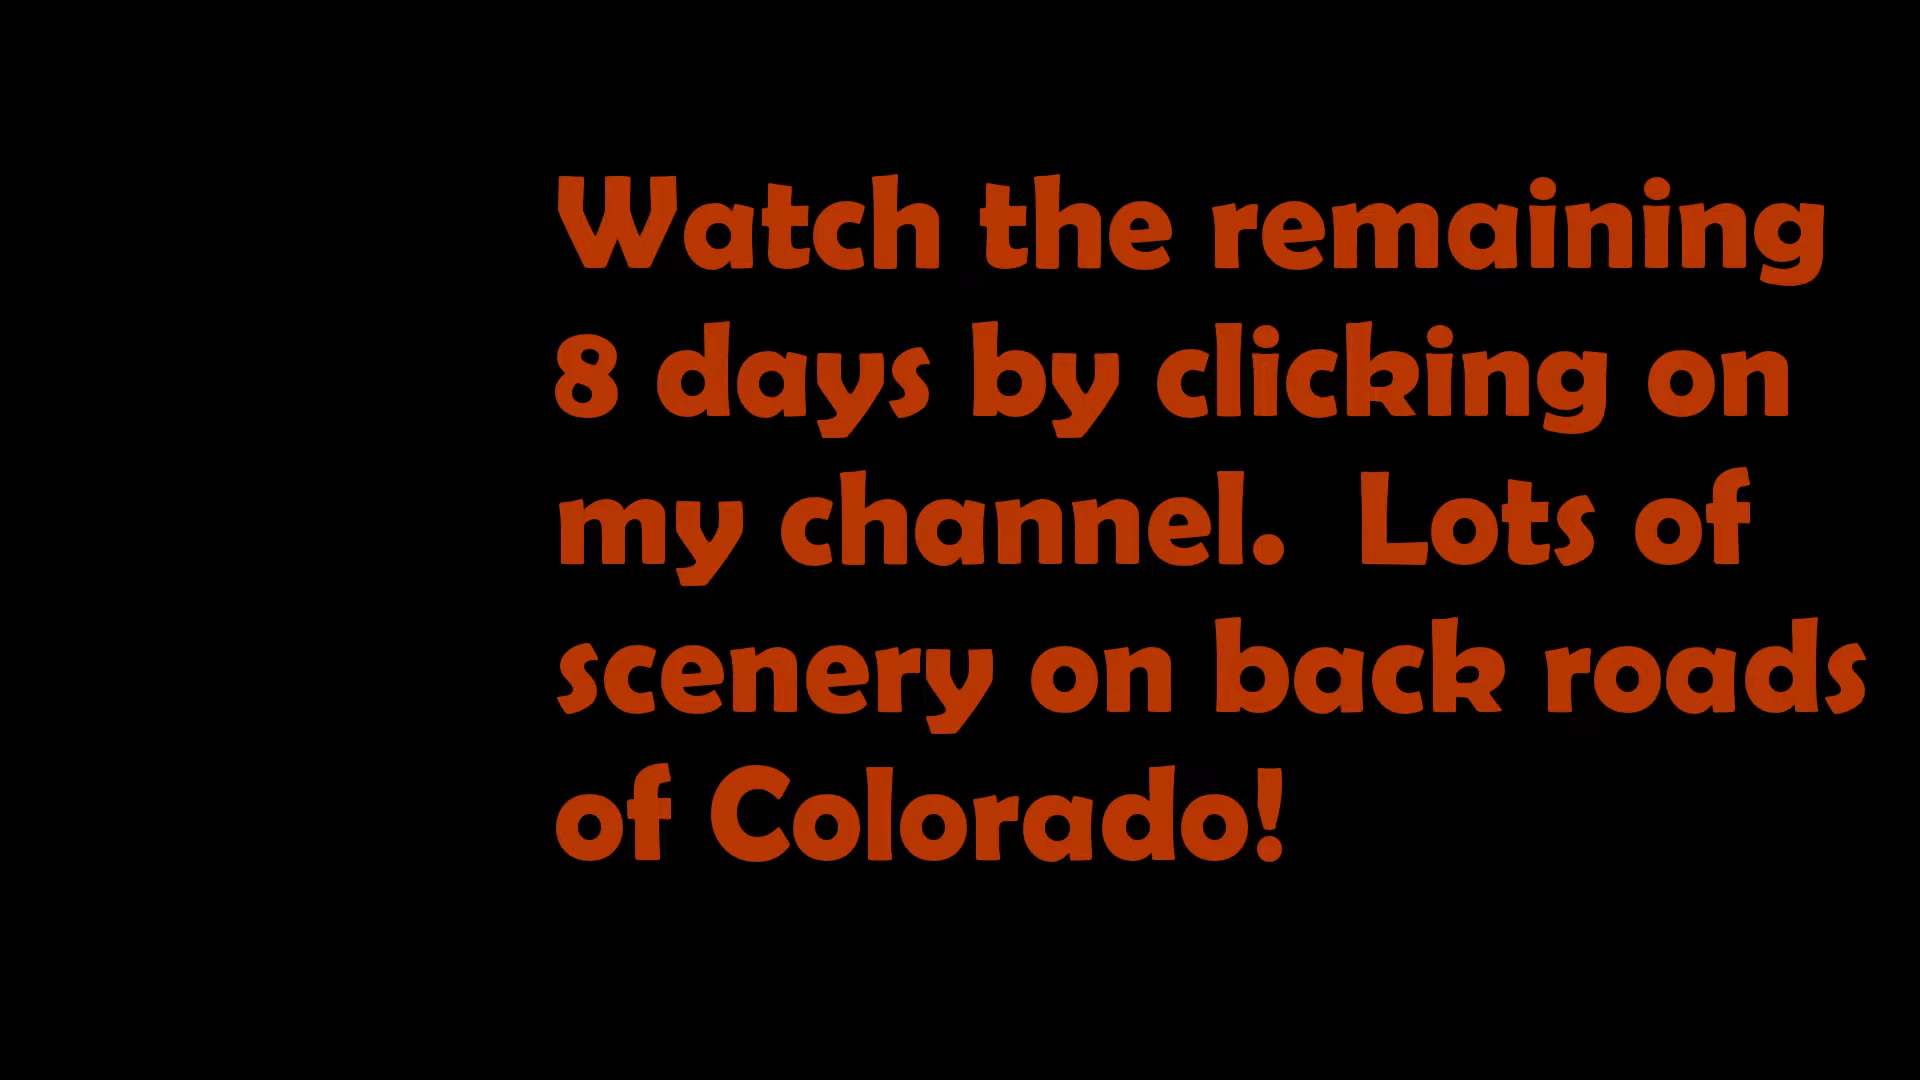 Watch the remaining
8 days by clicking on
my channel.  Lots of
scenery on back roads
of Colorado!